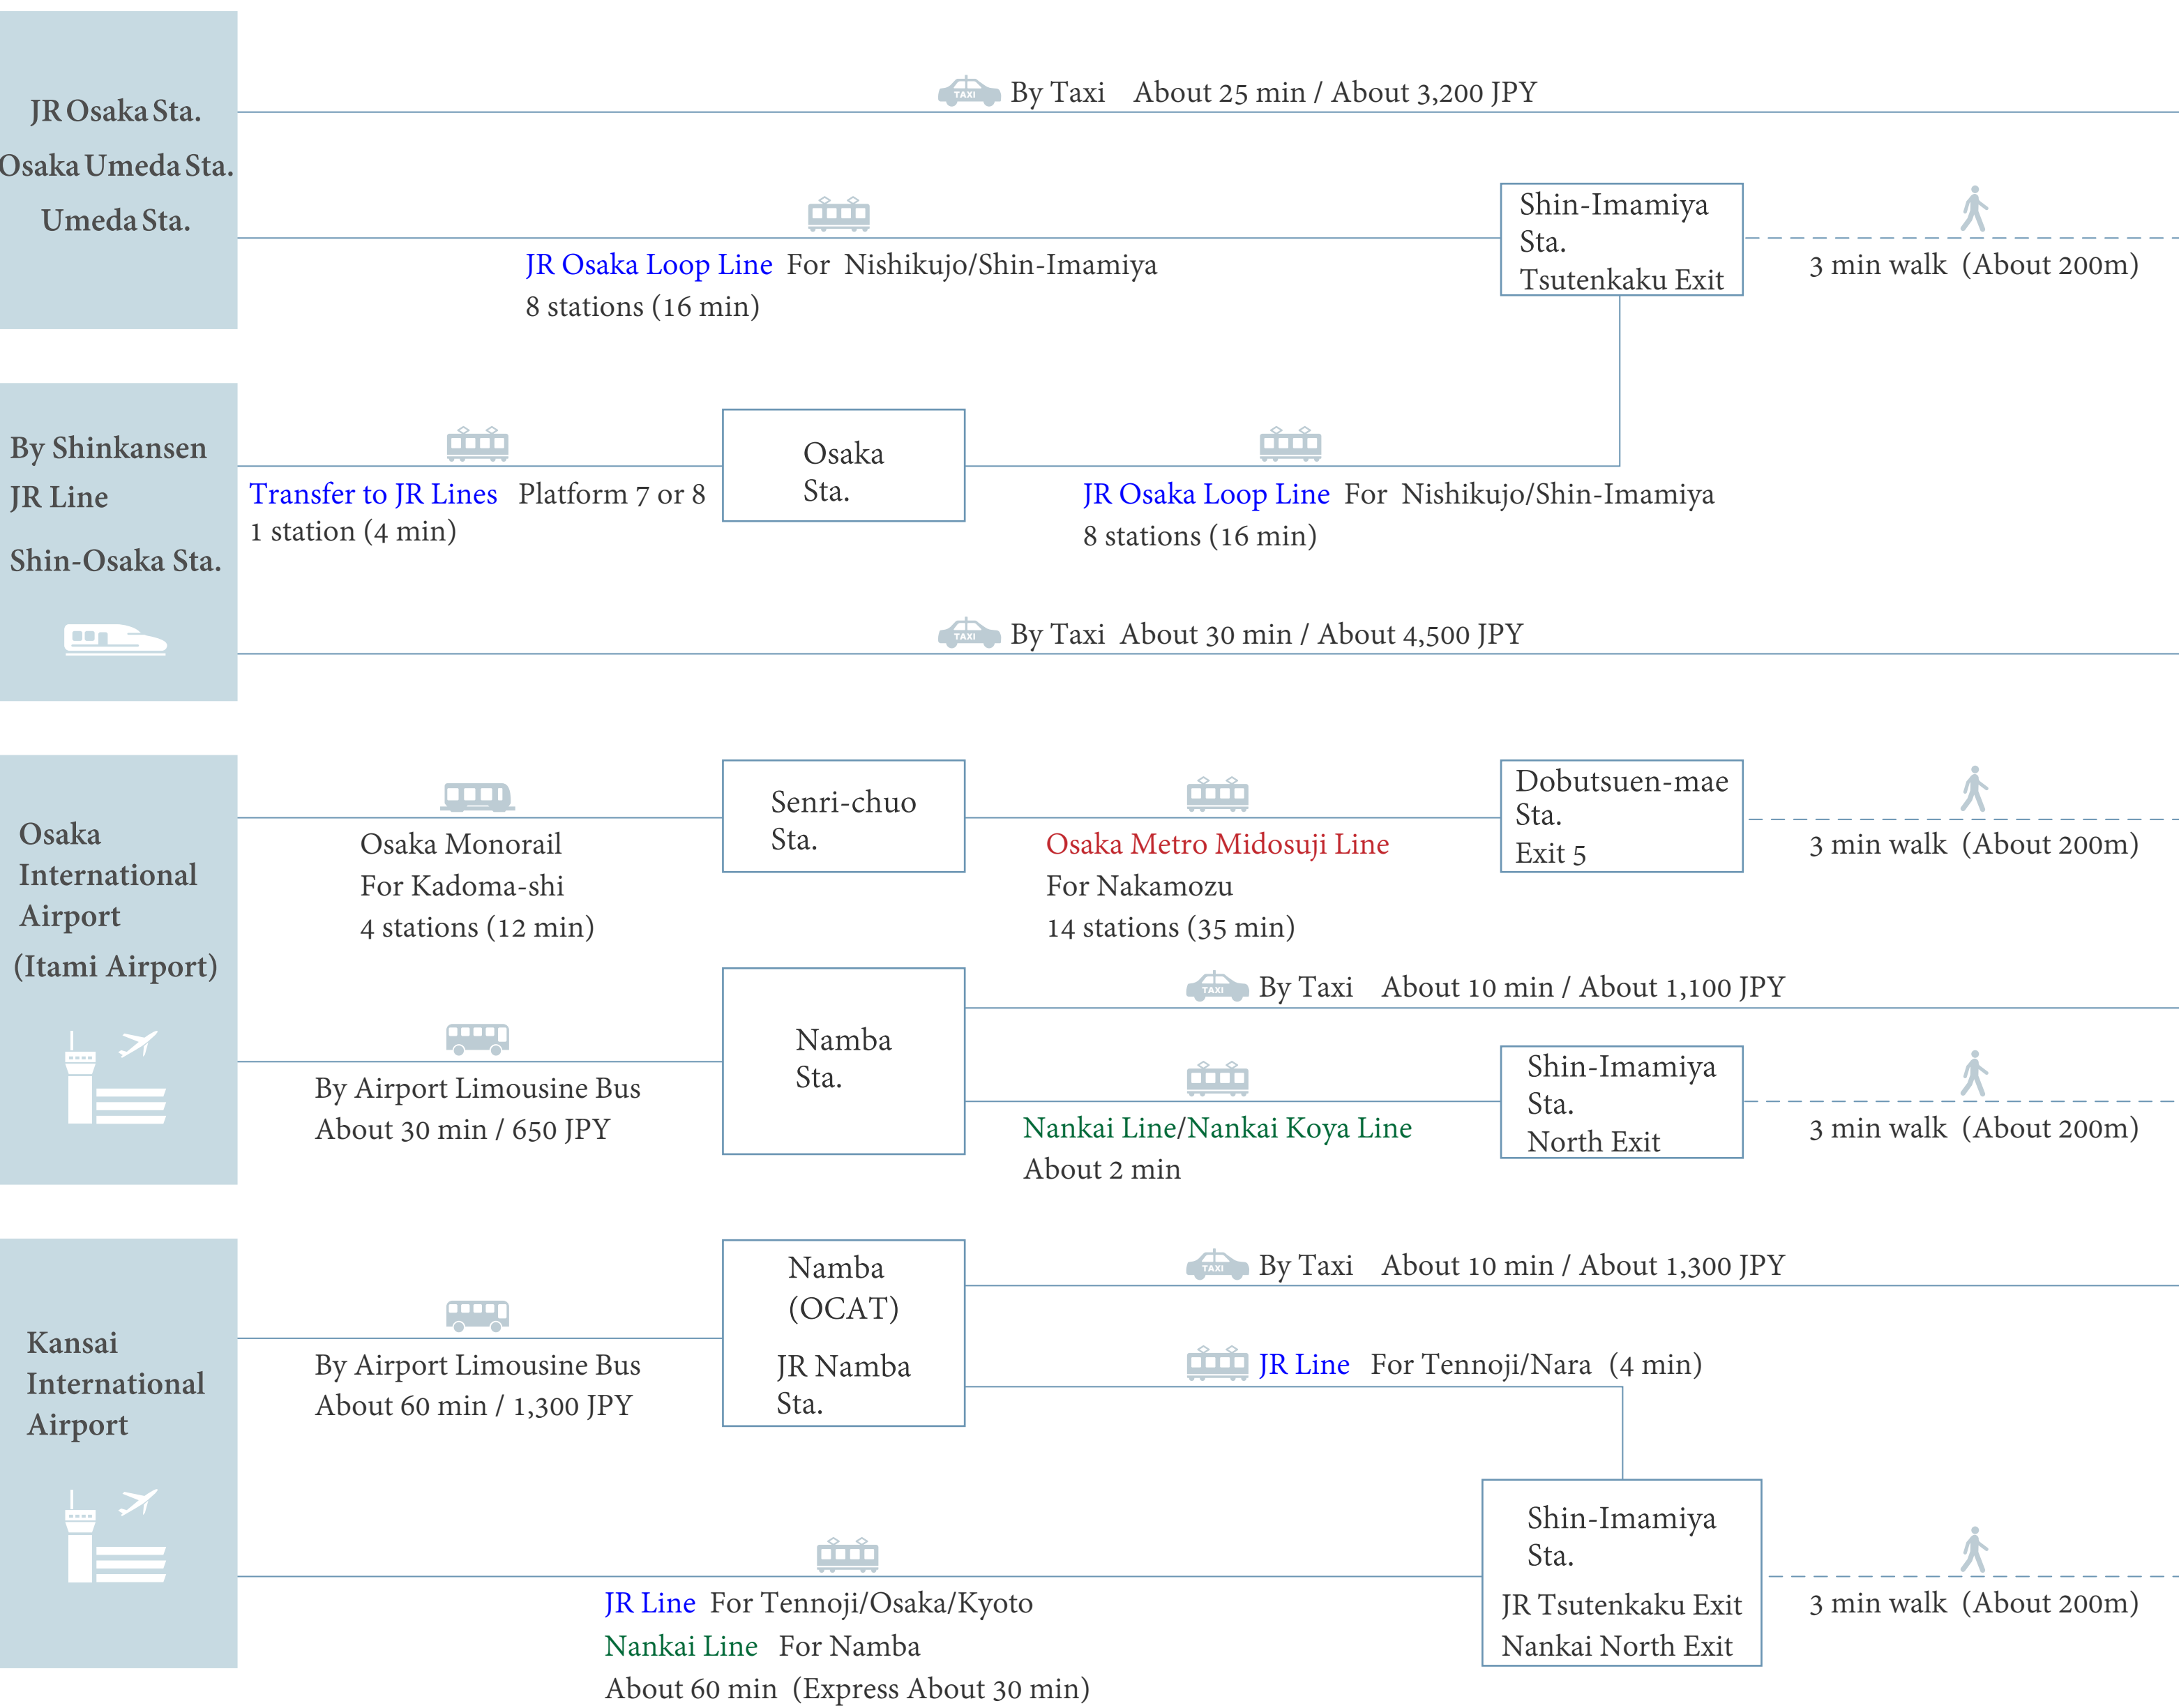 JR Osaka Sta.
Osaka Umeda Sta.
Umeda Sta.
TAXI By Taxi About 25 min / About 3,200 JPY
JR Osaka Loop Line For Nishikujo/Shin-Imamiya
8 stations (16 min)
Shin-Imamiya
Sta.
Tsutenkaku Exit
3 min walk (About 200m)
By Shinkansen
JR Line
Shin-Osaka Sta.
Transfer to JR Lines Platform 7 or 8
1 station (4 min)
Osaka
Sta.
JR Osaka Loop Line For Nishikujo/Shin-Imamiya
8 stations (16 min)
TAXI By Taxi About 30 min / About 4,500 JPY
Osaka
International
Airport
(Itami Airport)
Osaka Monorail
For Kadoma-shi
4 stations (12 min)
Senri-chuo
Sta.
Osaka Metro Midosuji Line
For Nakamozu
14 stations (35 min)
Dobutsuen-mae
Sta.
Exit 5
3 min walk (About 200m)
By Airport Limousine Bus
About 30 min / 650 JPY
Namba
Sta.
TAXI By Taxi About 10 min / About 1,100 JPY
Nankai Line/Nankai Koya Line
About 2 min
Shin-Imamiya
Sta.
North Exit
3 min walk (About 200m)
Kansai
International
Airport
By Airport Limousine Bus
About 60 min / 1,300 JPY
Namba
(OCAT)
JR Namba
Sta.
TAXI By Taxi About 10 min / About 1,300 JPY
JR Line For Tennoji/Nara (4 min)
JR Line For Tennoji/Osaka/Kyoto
Nankai Line For Namba
About 60 min (Express About 30 min)
Shin-Imamiya
Sta.
JR Tsutenkaku Exit
Nankai North Exit
3 min walk (About 200m)